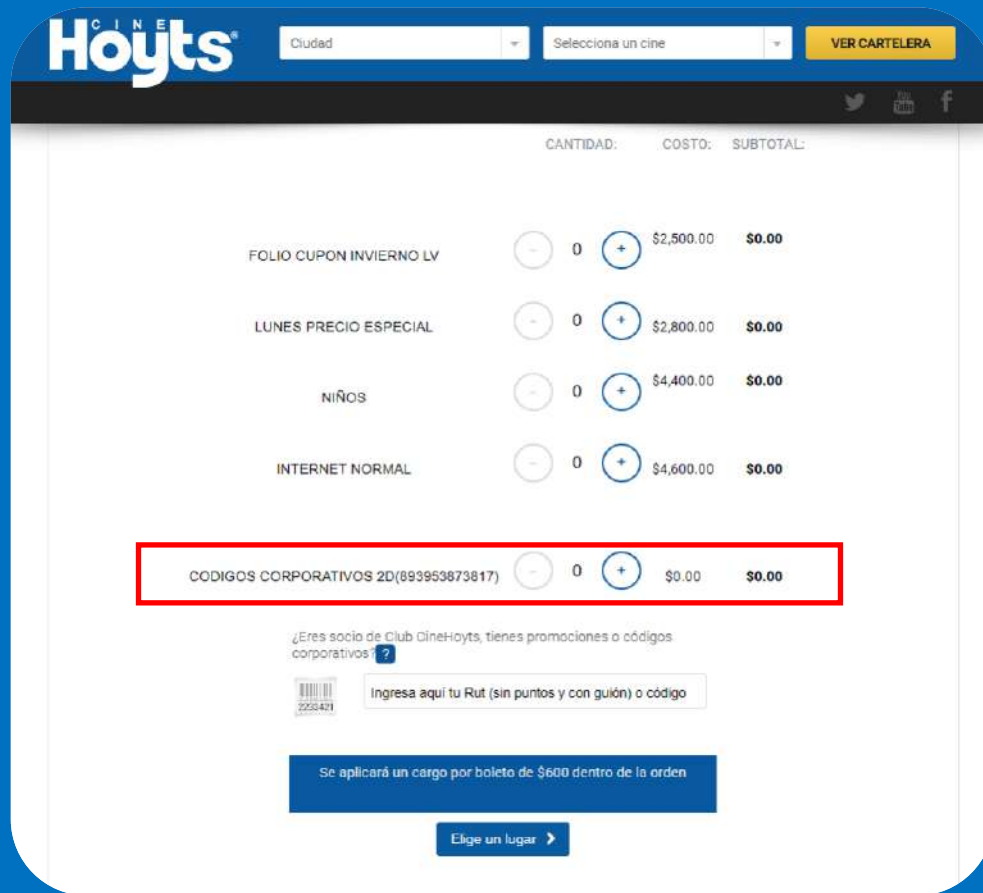 CINE
Hoyts
Ciudad
Selecciona un cine
VER CARTELERA
You Tube
CANTIDAD: COSTO: SUBTOTAL:
FOLIO CUPON INVIERNO LV - 0 + $2,500.00 $0.00
LUNES PRECIO ESPECIAL - 0 + $2,800.00 $0.00
NIÑOS - 0 + $4,400.00 $0.00
INTERNET NORMAL - 0 + $4,600.00 $0.00
CODIGOS CORPORATIVOS 2D(893953873817) - 0 + $0.00 $0.00
¿Eres socio de Club CineHoyts, tienes promociones o códigos
corporativos? ?
2233421
Ingresa aquí tu Rut (sin puntos y con guión) o código
Se aplicará un cargo por boleto de $600 dentro de la orden
Elige un lugar